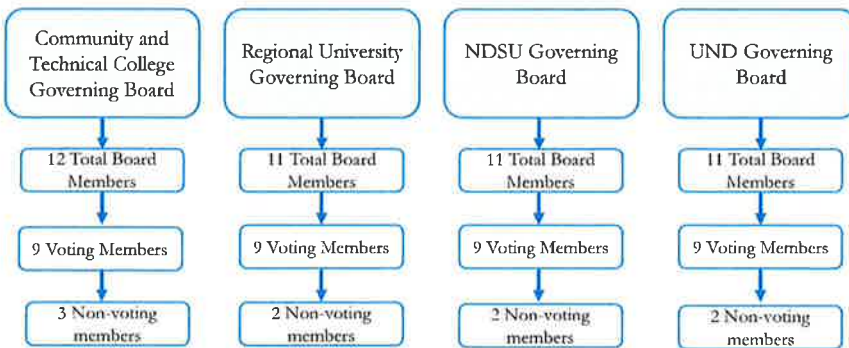 Community and
Technical College
Governing Board
12 Total Board
Members
9 Voting Members
3 Non-voting
members
Regional University
Governing Board
11 Total Board
Members
9 Voting Members
2 Non-voting
members
NDSU Governing
Board
11 Total Board
Members
9 Voting Members
2 Non-voting
members
UND Governing
Board
11 Total Board
Members
9 Voting Members
2 Non-voting
members